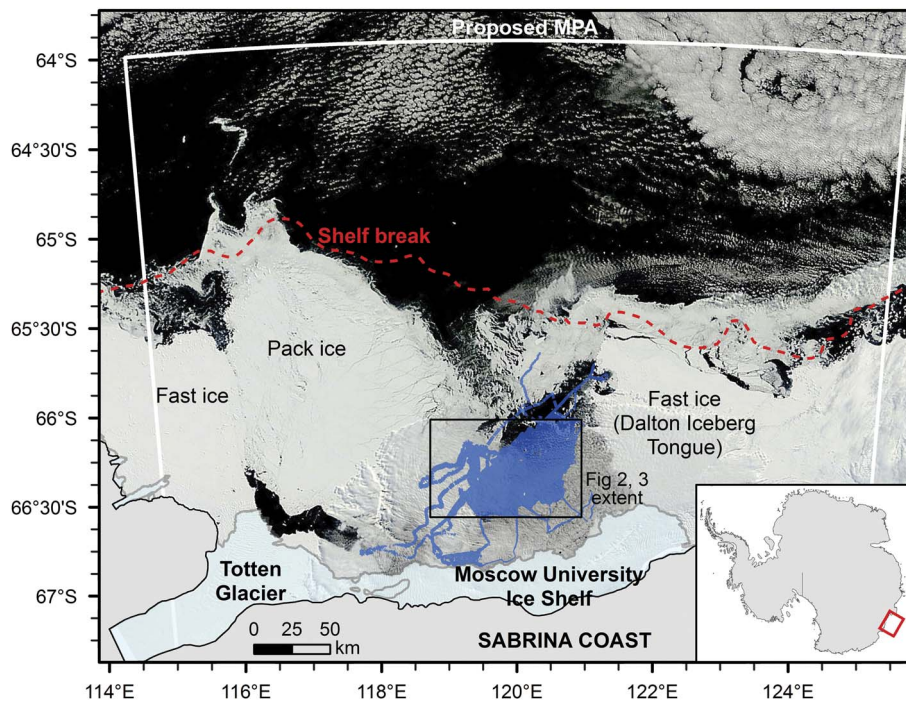 Proposed MPA
64°S
64°30'S
65°S
Shelf break
65°30'S
Pack ice
Fast ice
Fast ice
(Dalton Iceberg
Tongue)
66°S
Fig 2, 3
extent
66°30'S
Totten
Glacier
Moscow University
Ice Shelf
67°S
0 25 50
km
SABRINA COAST
114°E 116°E 118°E 120°E 122°E 124°E